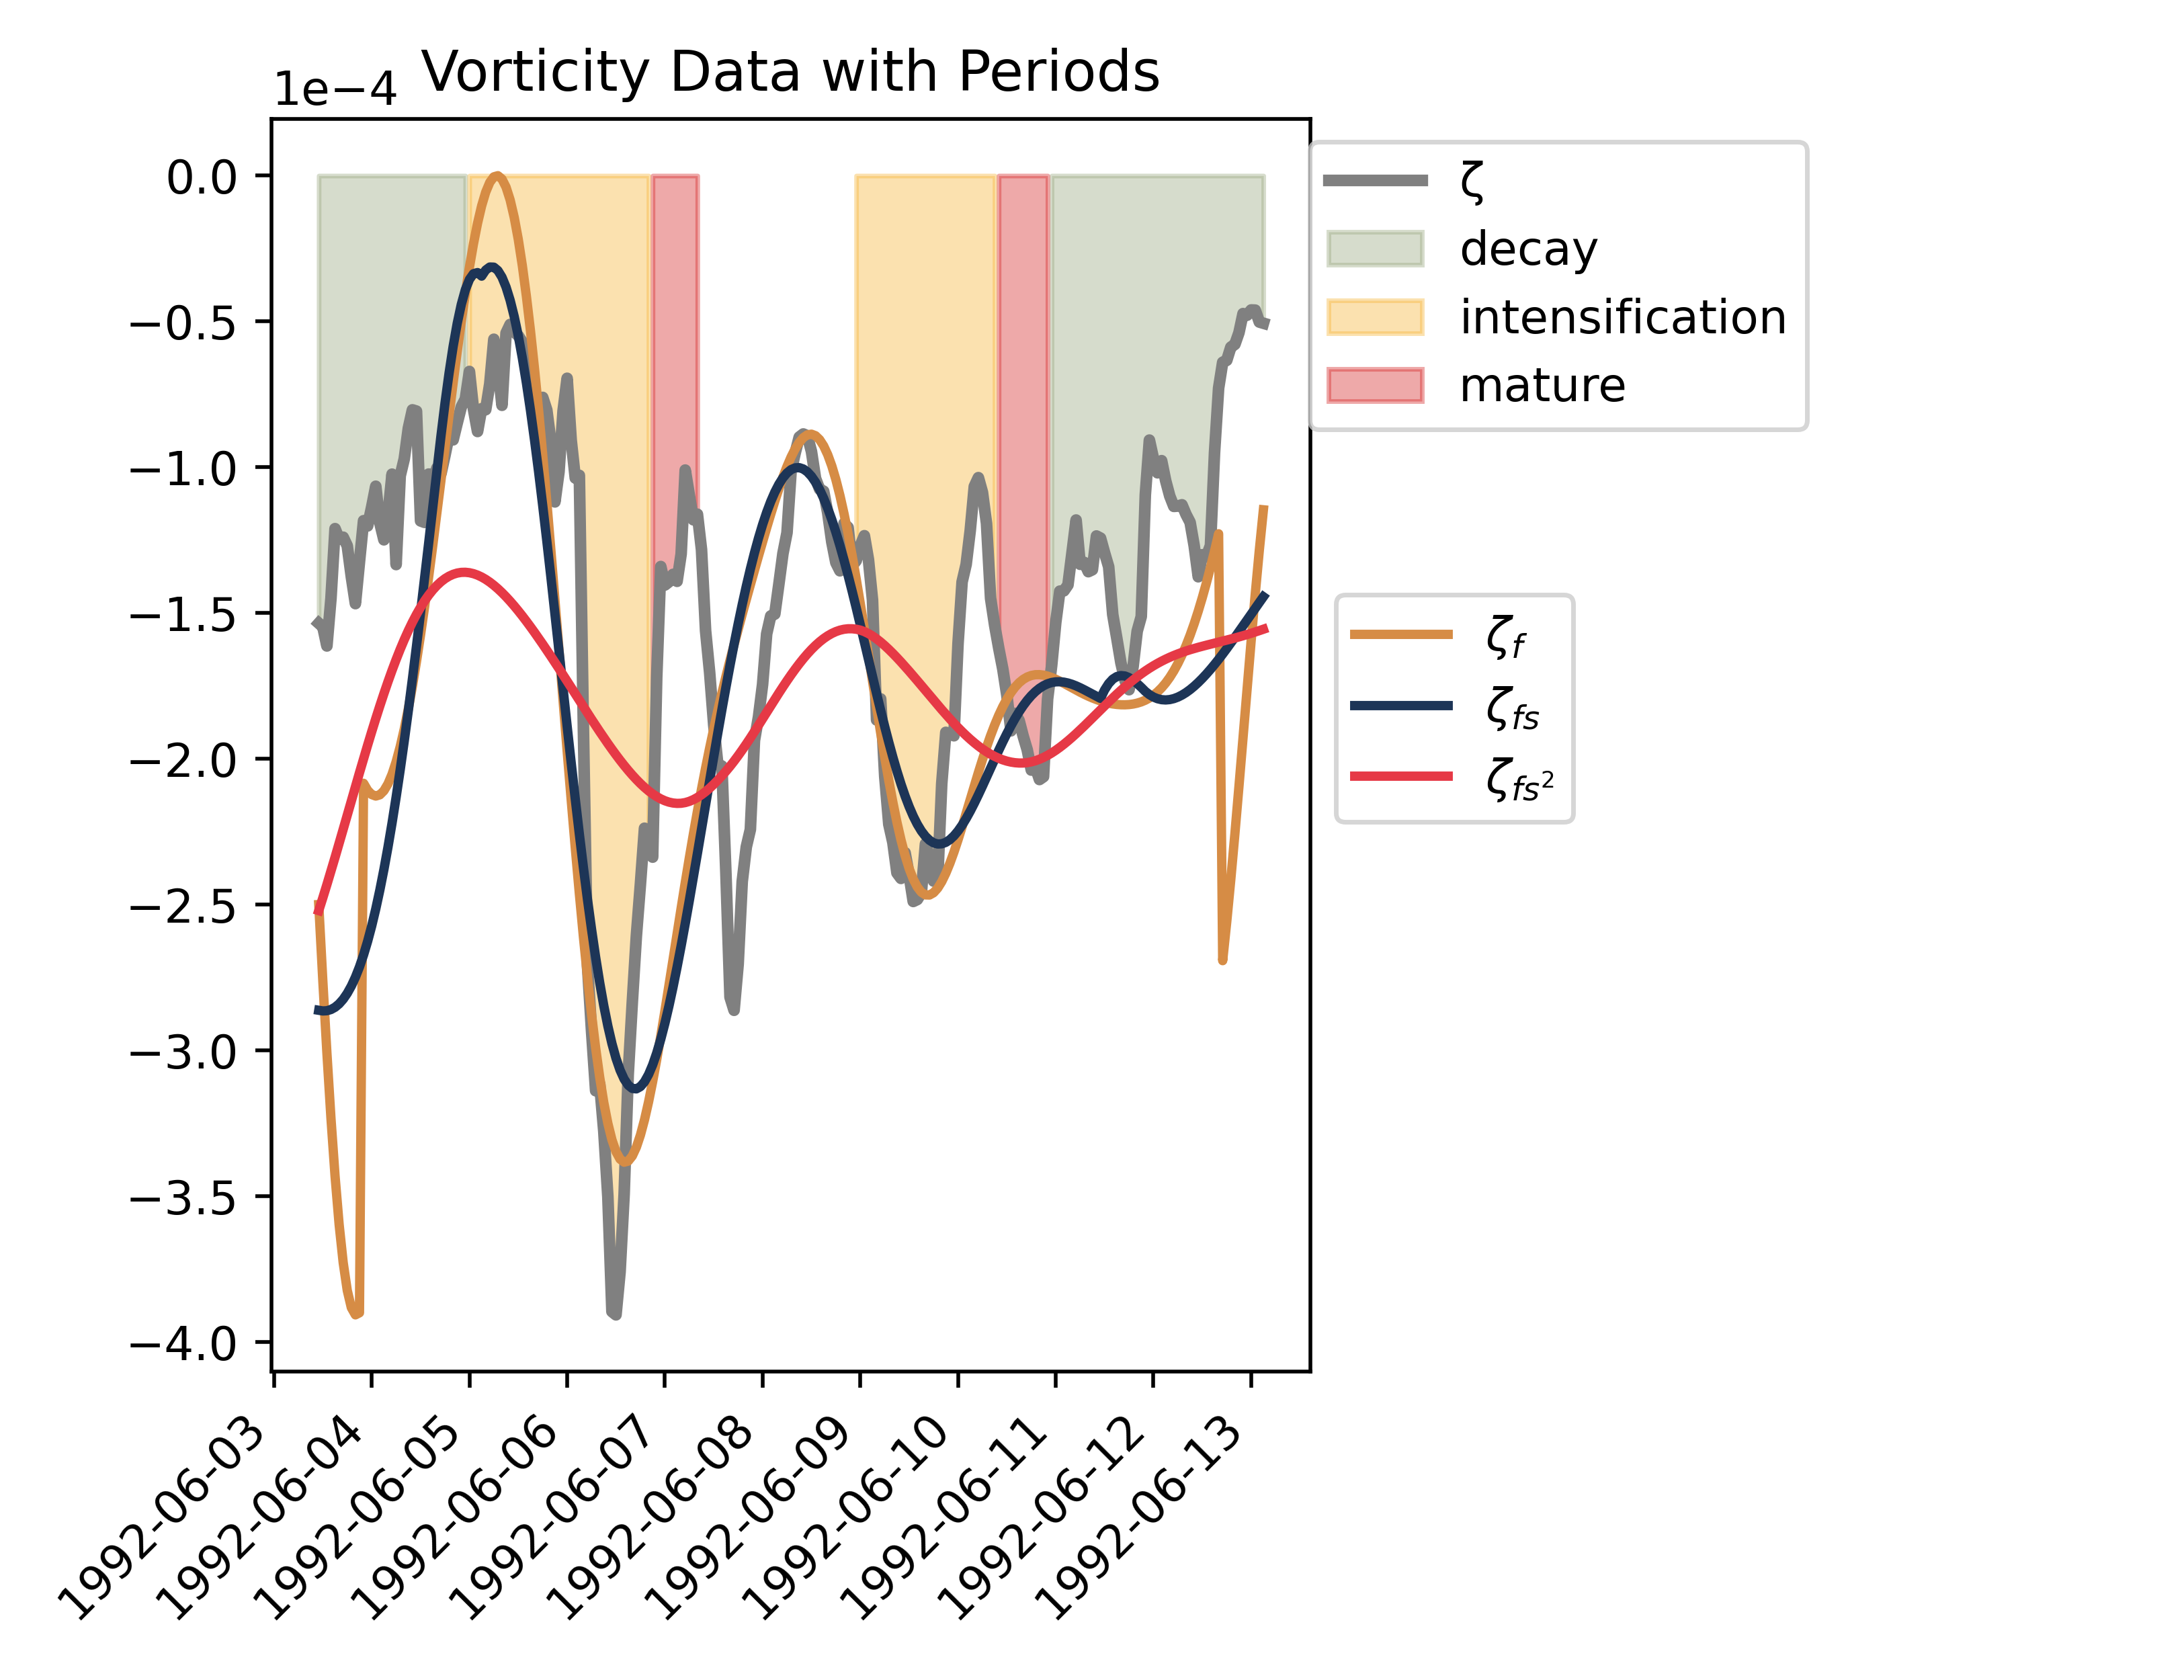 Vorticity Data with Periods
1e−4
0.0
−0.5
−1.0
−1.5
−2.0
−2.5
−3.0
−3.5
−4.0
1992-06-03
1992-06-04
1992-06-05
1992-06-06
1992-06-07
1992-06-08
1992-06-09
1992-06-10
1992-06-11
1992-06-12
1992-06-13
ζ
decay
intensification
mature
ζ_f
ζ_fs
ζ_fs²